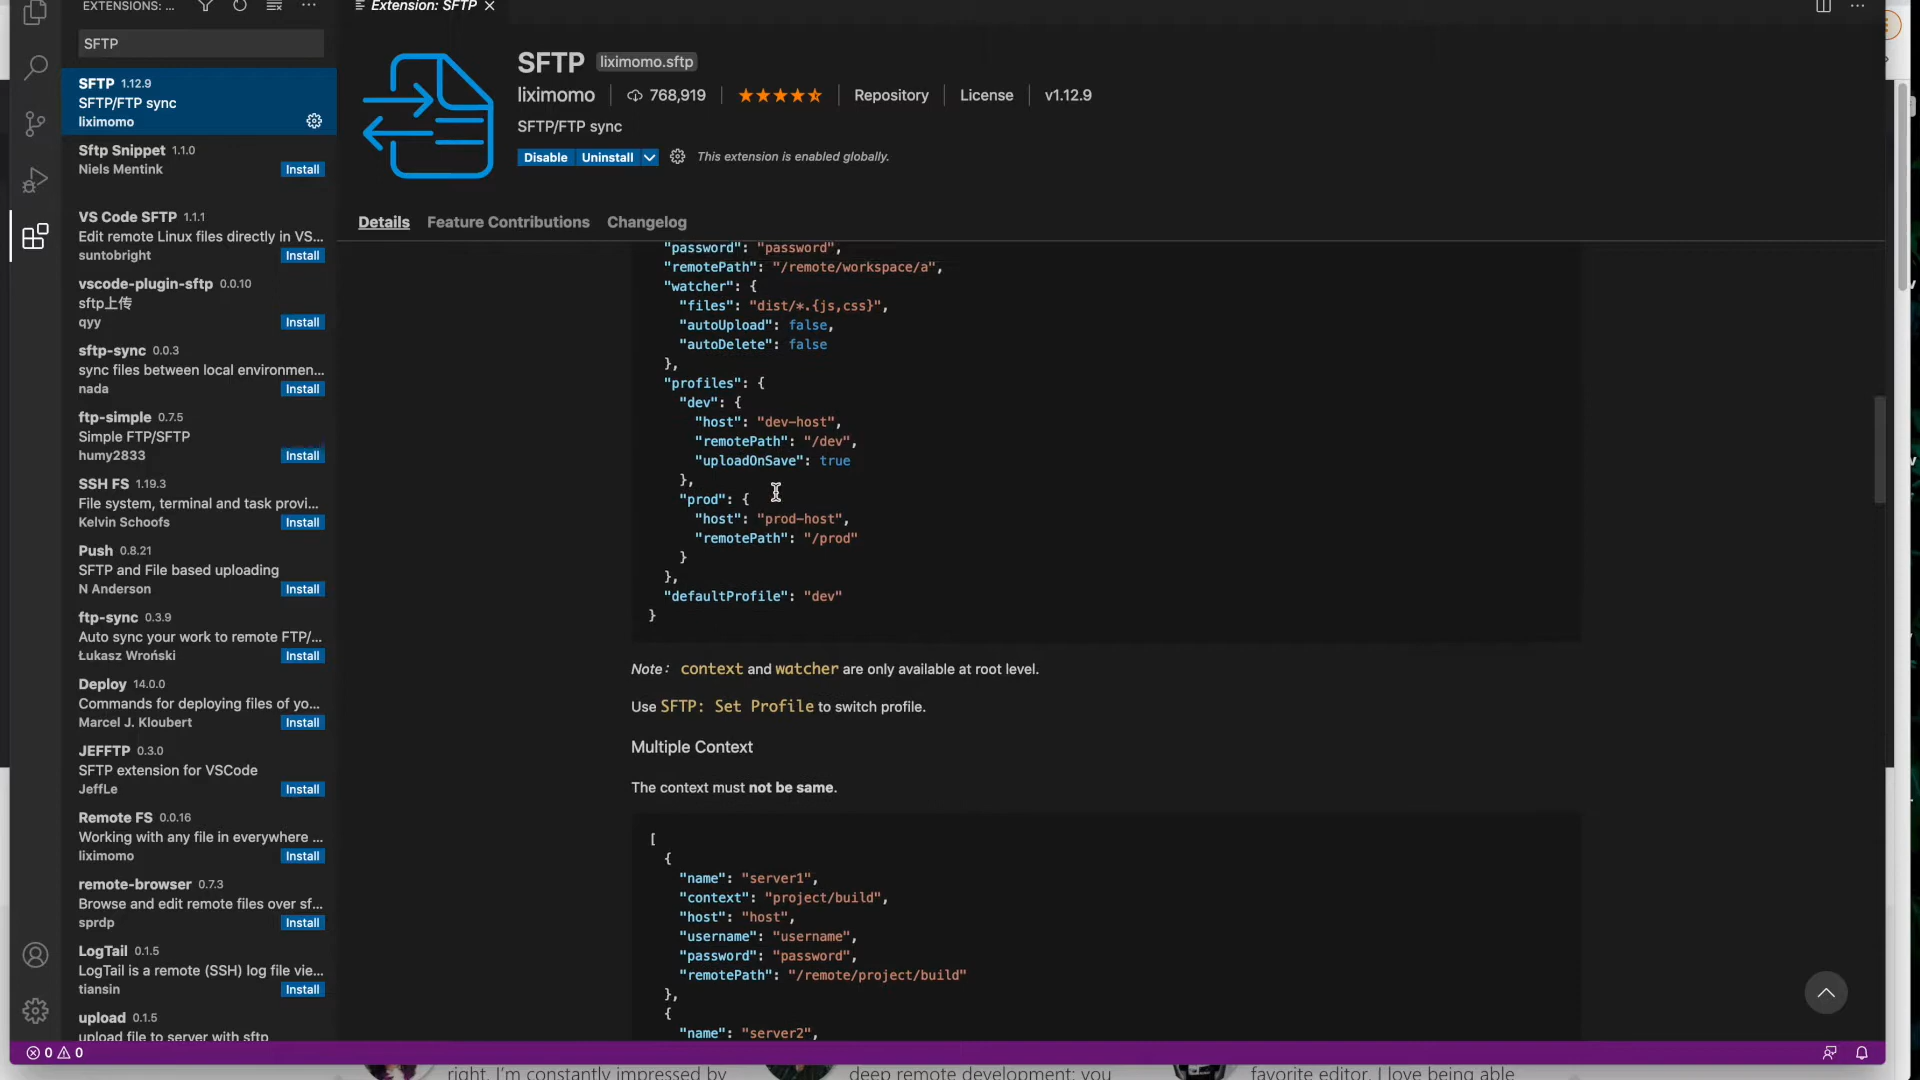 EXTENSIONS: ...
SFTP
SFTP 1.12.9
SFTP/FTP sync
liximomo
Sftp Snippet 1.1.0
Niels Mentink
Install
VS Code SFTP 1.1.1
Edit remote Linux files directly in VS...
suntobright
Install
vscode-plugin-sftp 0.0.10
sftp上传
qyy
Install
sftp-sync 0.0.3
sync files between local environmen...
nada
Install
ftp-simple 0.7.5
Simple FTP/SFTP
humy2833
Install
SSH FS 1.19.3
File system, terminal and task provi...
Kelvin Schoofs
Install
Push 0.8.21
SFTP and File based uploading
N Anderson
Install
ftp-sync 0.3.9
Auto sync your work to remote FTP/...
Łukasz Wroński
Install
Deploy 14.0.0
Commands for deploying files of yo...
Marcel J. Kloubert
Install
JEFFTP 0.3.0
SFTP extension for VSCode
JeffLe
Install
Remote FS 0.0.16
Working with any file in everywhere ...
liximomo
Install
remote-browser 0.7.3
Browse and edit remote files over sf...
sprdp
Install
LogTail 0.1.5
LogTail is a remote (SSH) log file vie...
tiansin
Install
upload 0.1.5
upload file to server with sftp
0 0
Extension: SFTP
SFTP liximomo.sftp
liximomo 768,919 Repository License v1.12.9
SFTP/FTP sync
Disable Uninstall This extension is enabled globally.
Details Feature Contributions Changelog
"password": "password",
"remotePath": "/remote/workspace/a",
"watcher": {
"files": "dist/*.{js,css}",
"autoUpload": false,
"autoDelete": false
},
"profiles": {
"dev": {
"host": "dev-host",
"remotePath": "/dev",
"uploadOnSave": true
},
"prod": {
"host": "prod-host",
"remotePath": "/prod"
}
},
"defaultProfile": "dev"
}
Note: context and watcher are only available at root level.
Use SFTP: Set Profile to switch profile.
Multiple Context
The context must not be same.
[
{
"name": "server1",
"context": "project/build",
"host": "host",
"username": "username",
"password": "password",
"remotePath": "/remote/project/build"
},
{
"name": "server2",
right. I'm constantly impressed by
deep remote development: you
favorite editor. I love being able